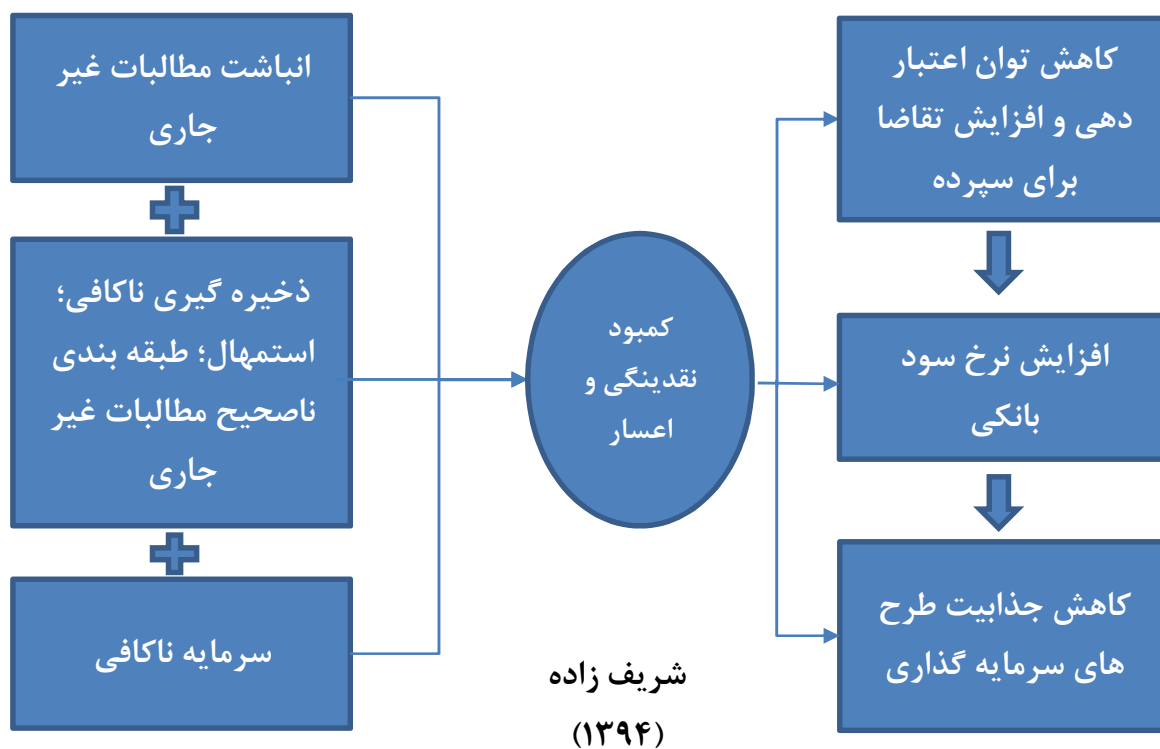 انباشت مطالبات غیر
جاری
ذخیره گیری ناکافی؛
استمهال؛ طبقه بندی
ناصحیح مطالبات غیر
جاری
سرمایه ناکافی
کمبود
نقدینگی و
اعسار
کاهش توان اعتبار
دهی و افزایش تقاضا
برای سپرده
افزایش نرخ سود
بانکی
کاهش جذابیت طرح
های سرمایه گذاری
شریف زاده
(۱۳۹۴)